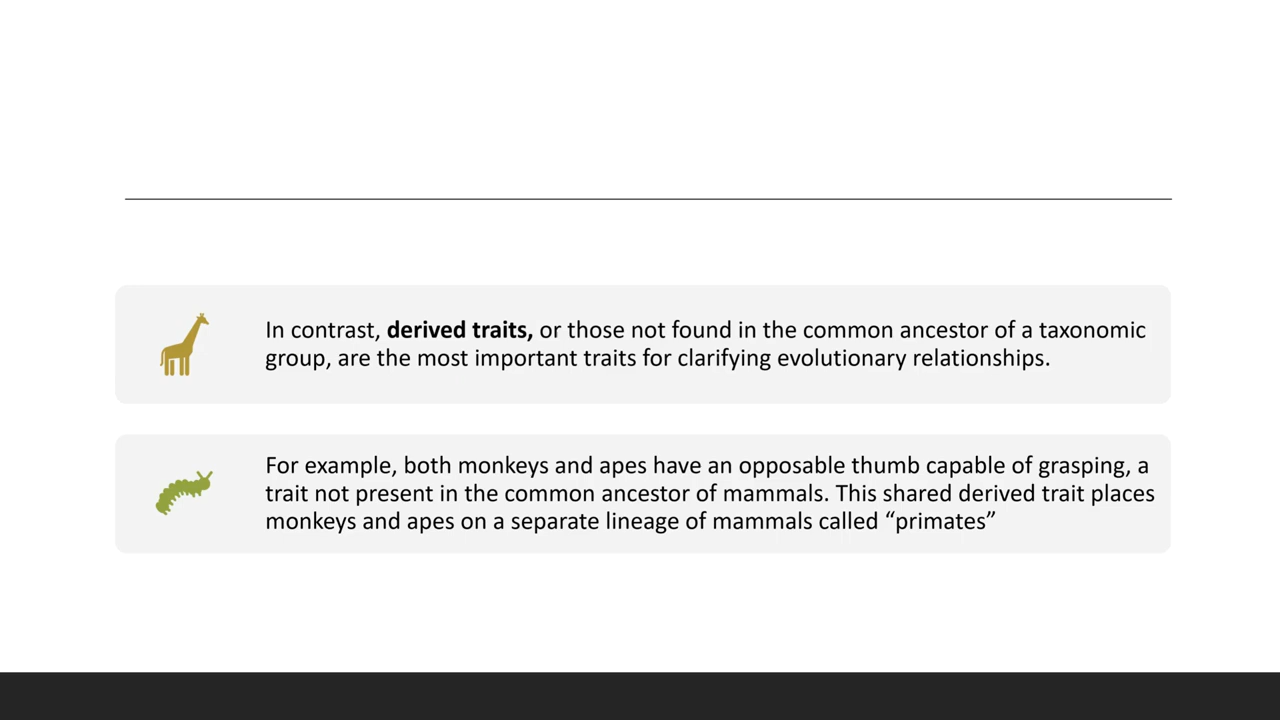 In contrast, derived traits, or those not found in the common ancestor of a taxonomic
group, are the most important traits for clarifying evolutionary relationships.
For example, both monkeys and apes have an opposable thumb capable of grasping, a
trait not present in the common ancestor of mammals. This shared derived trait places
monkeys and apes on a separate lineage of mammals called “primates”